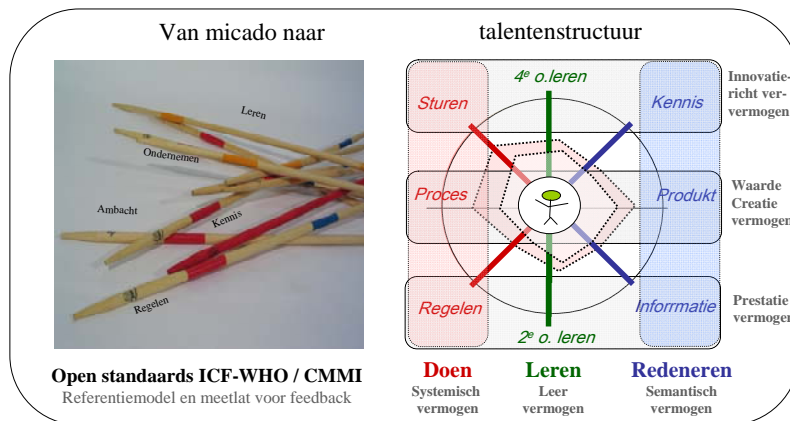 Van micado naar
talentenstructuur
Leren
Ondernemen
Ambacht
Kennis
Regelen
Open standaards ICF-WHO / CMMI
Referentiemodel en meetlat voor feedback
4e o.leren
Sturen
Kennis
Innovatie-
richt ver-
vermogen
Proces
Produkt
Waarde
Creatie
vermogen
Regelen
Inforrmatie
Prestatie
vermogen
2e o. leren
Doen
Leren
Redeneren
Systemisch
vermogen
Leer
vermogen
Semantisch
vermogen